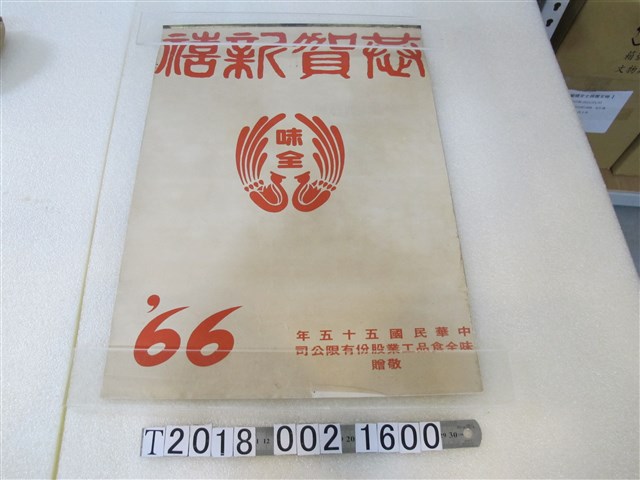 恭賀新禧
味
全
'66
中華民國五十五年
味全食品工業股份有限公司
敬贈
T2018 002 1600